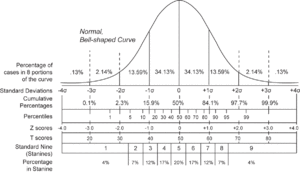 Normal,
Bell-shaped Curve
Percentage of
cases in 8 portions
of the curve
.13% 2.14% 13.59% 34.13% 34.13% 13.59% 2.14% .13%
Standard Deviations -4σ -3σ -2σ -1σ 0 +1σ +2σ +3σ +4σ
Cumulative
Percentages 0.1% 2.3% 15.9% 50% 84.1% 97.7% 99.9%
Percentiles 1 5 10 20 30 40 50 60 70 80 90 95 99
Z scores -4.0 -3.0 -2.0 -1.0 0 +1.0 +2.0 +3.0 +4.0
T scores 20 30 40 50 60 70 80
Standard Nine
(Stanines) 1 2 3 4 5 6 7 8 9
Percentage
in Stanine 4% 7% 12% 17% 20% 17% 12% 7% 4%